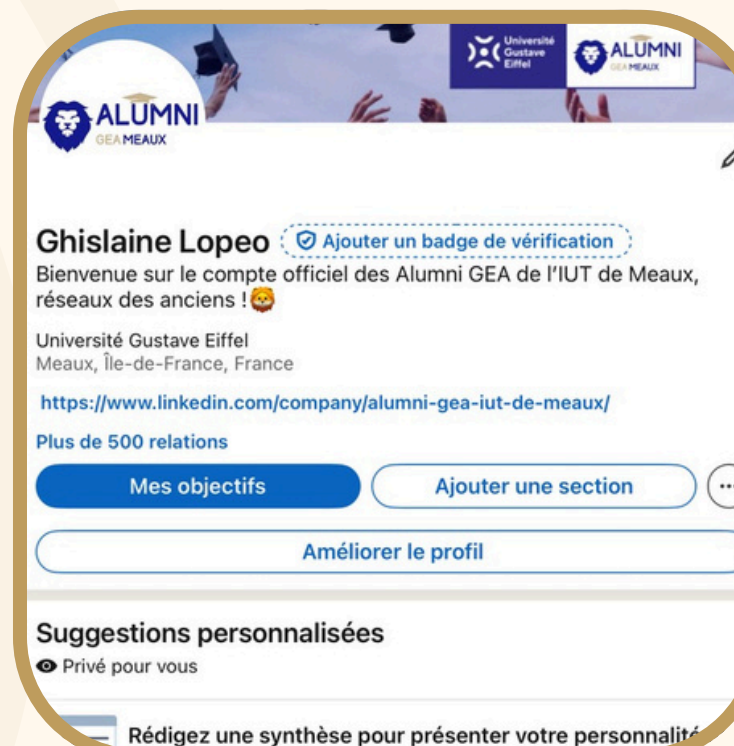 Université
Gustave
Eiffel
ALUMNI
GEA MEAUX
ALUMNI
GEA MEAUX
Ghislaine Lopeo Ajouter un badge de vérification
Bienvenue sur le compte officiel des Alumni GEA de l'IUT de Meaux,
réseaux des anciens !🦁
Université Gustave Eiffel
Meaux, Île-de-France, France
https://www.linkedin.com/company/alumni-gea-iut-de-meaux/
Plus de 500 relations
Mes objectifs
Ajouter une section
Améliorer le profil
Suggestions personnalisées
Privé pour vous
Rédigez une synthèse pour présenter votre personnalité